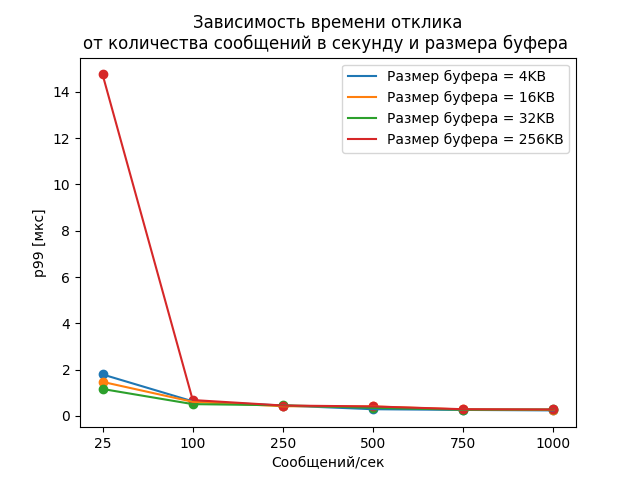 Зависимость времени отклика
от количества сообщений в секунду и размера буфера
Размер буфера = 4KB
Размер буфера = 16KB
Размер буфера = 32KB
Размер буфера = 256KB
p99 [мкс]
14
12
10
8
6
4
2
0
25 100 250 500 750 1000
Сообщений/сек